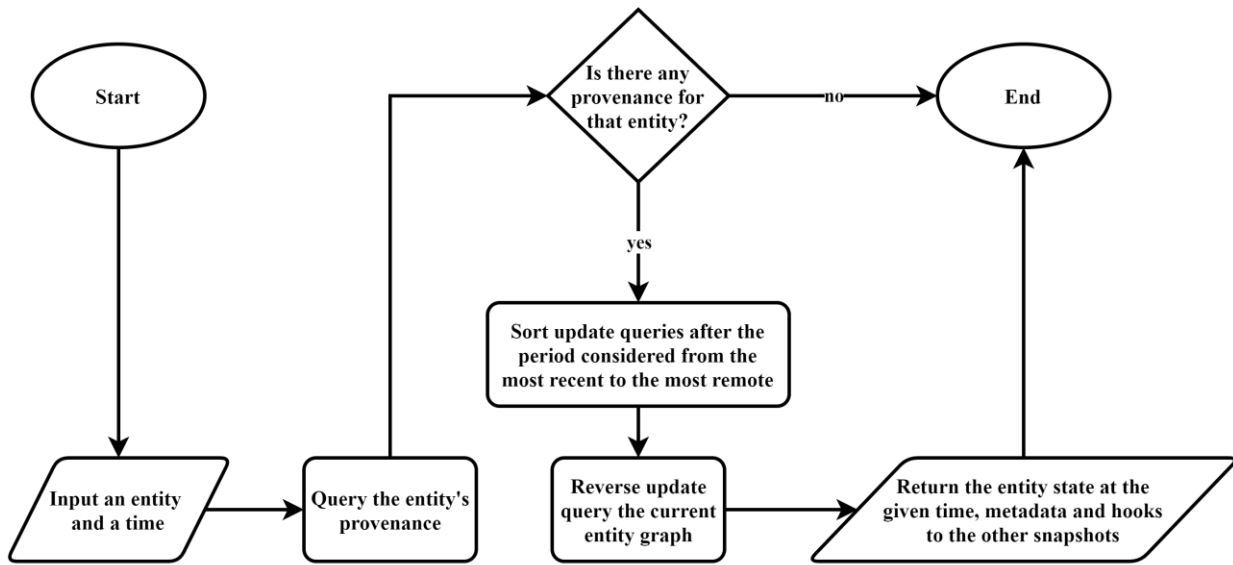 Start
Input an entity
and a time
Query the entity's
provenance
Is there any
provenance for
that entity?
no
yes
Sort update queries after the
period considered from the
most recent to the most remote
Reverse update
query the current
entity graph
Return the entity state at the
given time, metadata and hooks
to the other snapshots
End